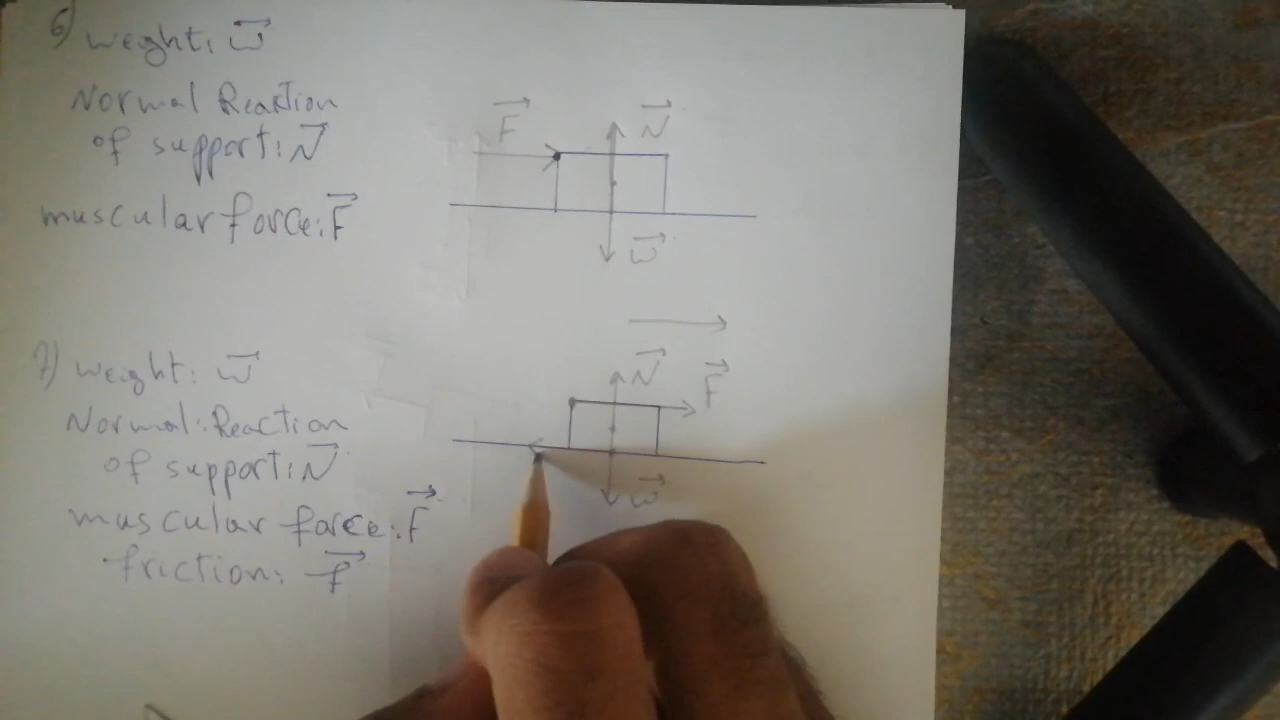 6) weight: w
Normal Reaction
of support: N
muscular force: F
F
N
w
7) weight: w
Normal: Reaction
of support: N
muscular force: F
friction: f
N
F
w